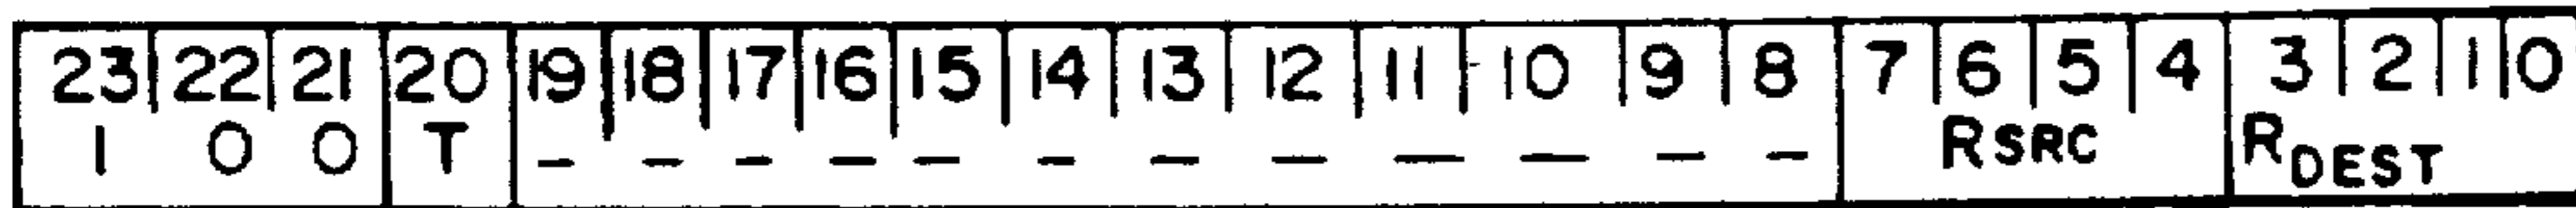 23 22 21 20 19 18 17 16 15 14 13 12 11 10 9 8 7 6 5 4 3 2 1 0
1 0 0 T – – – – – – – – – – – – RSRC RDEST